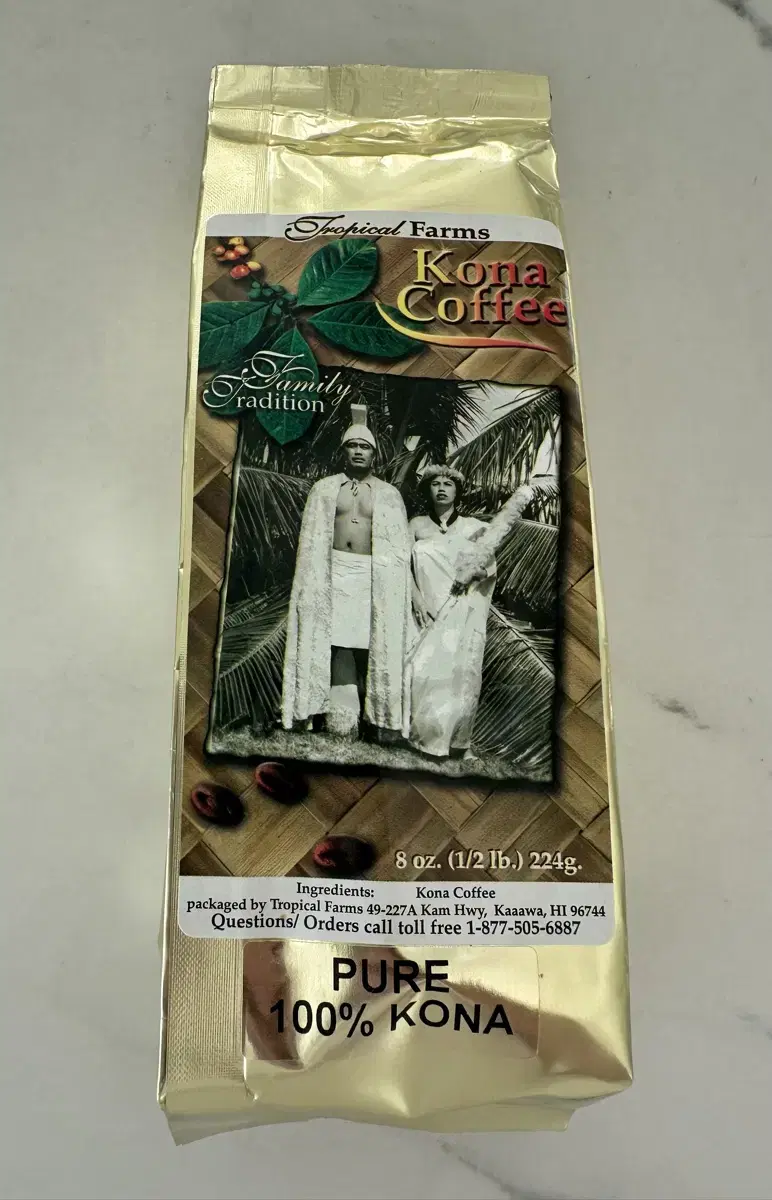 Tropical Farms
Kona
Coffee
Family
Tradition
8 oz. (1/2 lb.) 224g.
Ingredients: Kona Coffee
packaged by Tropical Farms 49-227A Kam Hwy, Kaaawa, HI 96744
Questions/ Orders call toll free 1-877-505-6887
PURE
100% KONA